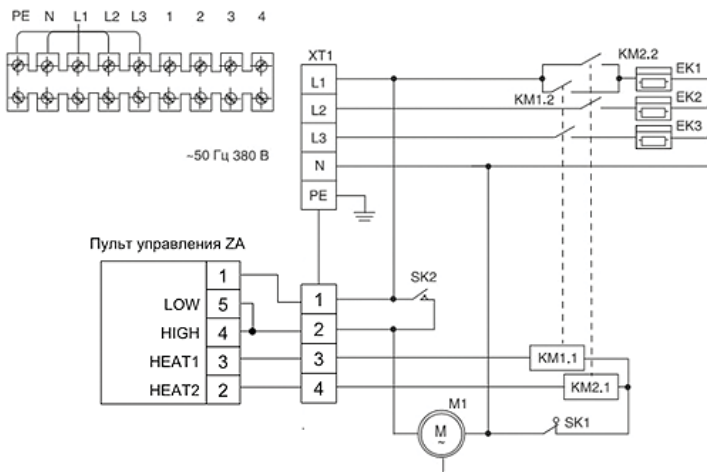 PE N L1 L2 L3 1 2 3 4
XT1
KM2.2
L1
EK1
KM1.2
L2
EK2
L3
EK3
~50 Гц 380 В
N
PE
Пульт управления ZA
1
SK2
LOW 5
1
HIGH 4
2
HEAT1 3
3
KM1.1
HEAT2 2
4
KM2.1
M1
SK1
M
~